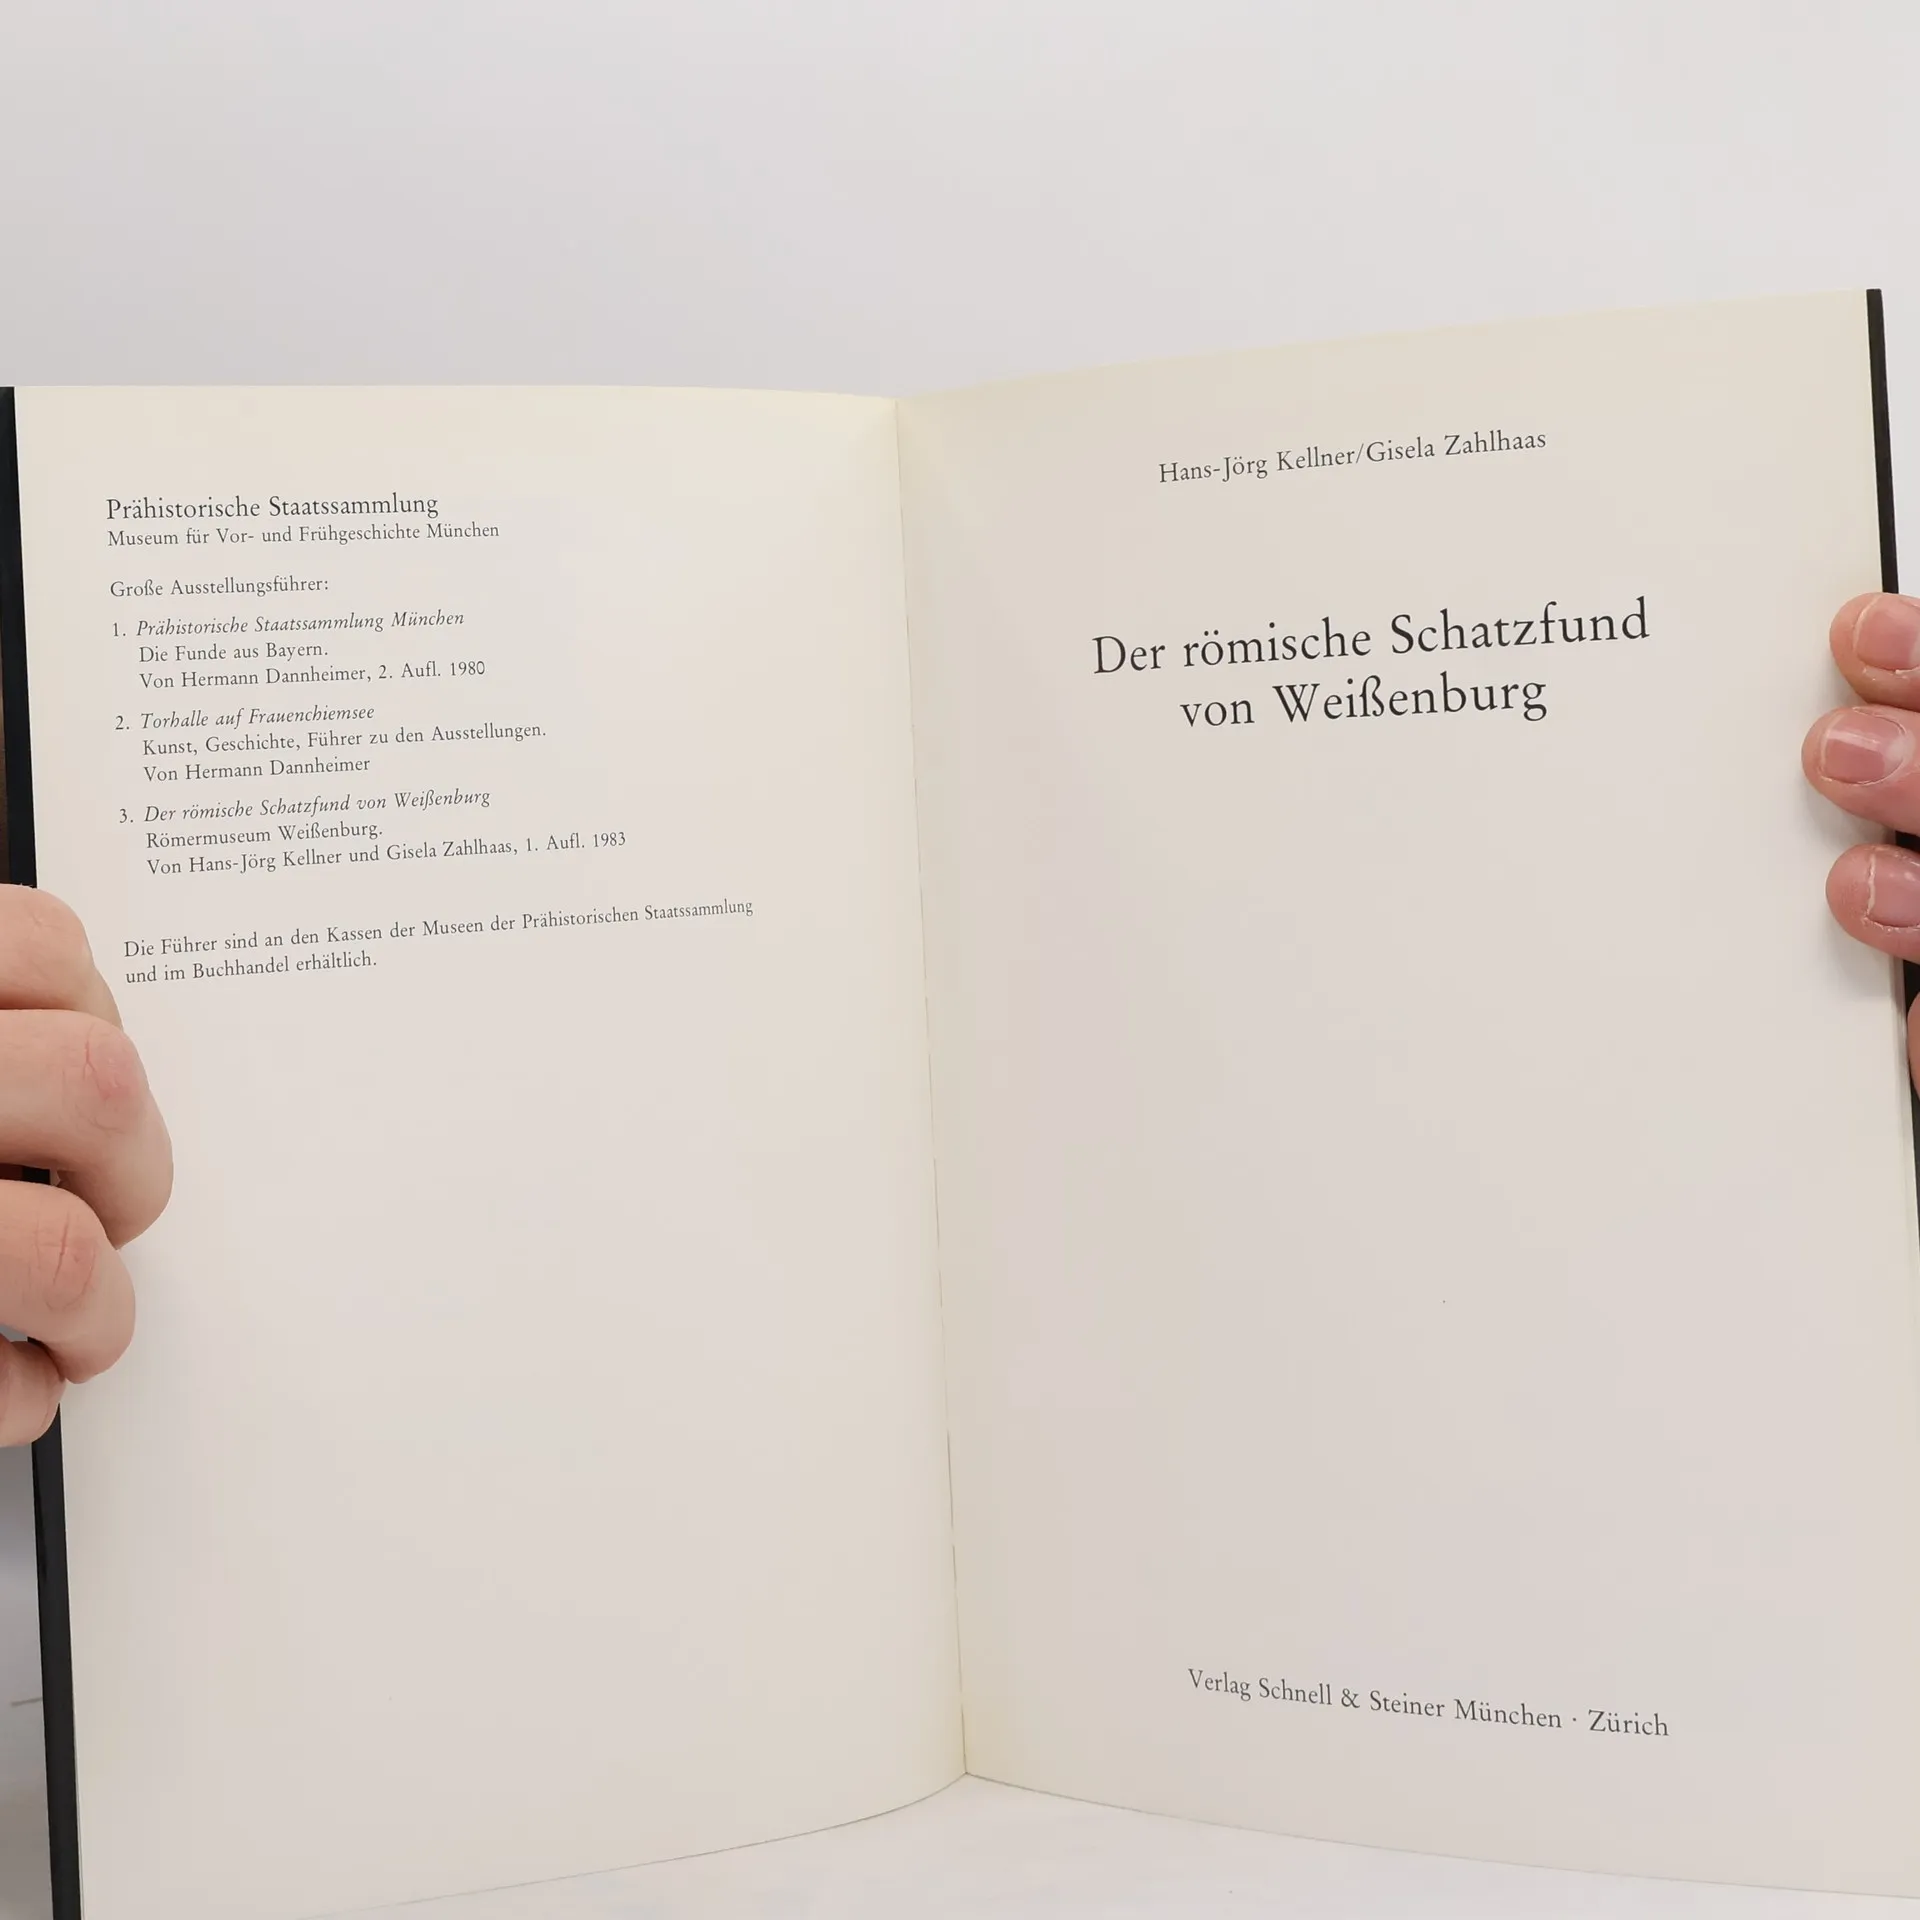 Prähistorische Staatssammlung
Museum für Vor- und Frühgeschichte München
Große Ausstellungsführer:
1. Prähistorische Staatssammlung München
Die Funde aus Bayern.
Von Hermann Dannheimer, 2. Aufl. 1980
2. Torhalle auf Frauenchiemsee
Kunst, Geschichte, Führer zu den Ausstellungen.
Von Hermann Dannheimer
3. Der römische Schatzfund von Weißenburg
Römermuseum Weißenburg.
Von Hans-Jörg Kellner und Gisela Zahlhaas, 1. Aufl. 1983
Die Führer sind an den Kassen der Museen der Prähistorischen Staatssammlung
und im Buchhandel erhältlich.
Hans-Jörg Kellner/Gisela Zahlhaas
Der römische Schatzfund
von Weißenburg
Verlag Schnell & Steiner München · Zürich